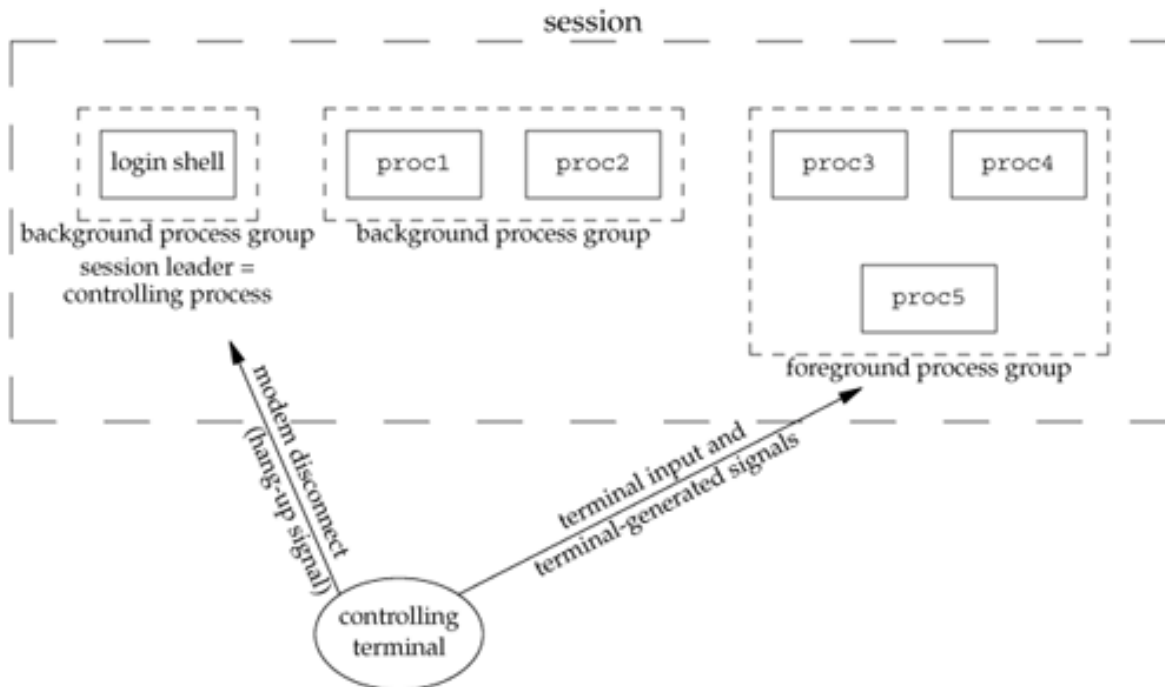 session
login shell
proc1
proc2
proc3
proc4
background process group
session leader =
controlling process
background process group
proc5
foreground process group
modem disconnect
(hang-up signal)
terminal input and
terminal-generated signals
controlling
terminal